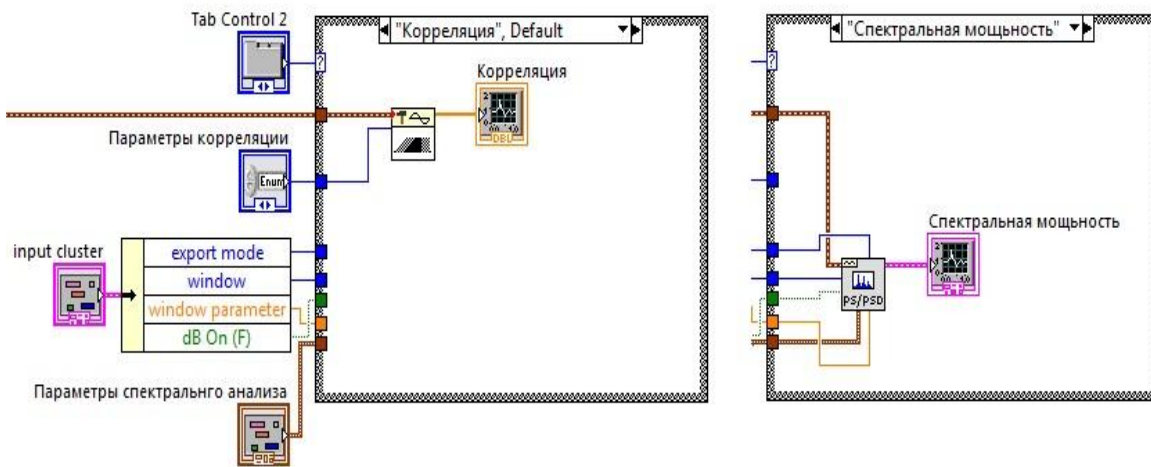 Tab Control 2
"Корреляция", Default
?
Корреляция
DBL
Параметры корреляции
Enum
input cluster
export mode
window
window parameter
dB On (F)
Параметры спектральнго анализа
"Спектральная мощьность"
?
Спектральная мощьность
PS/PSD